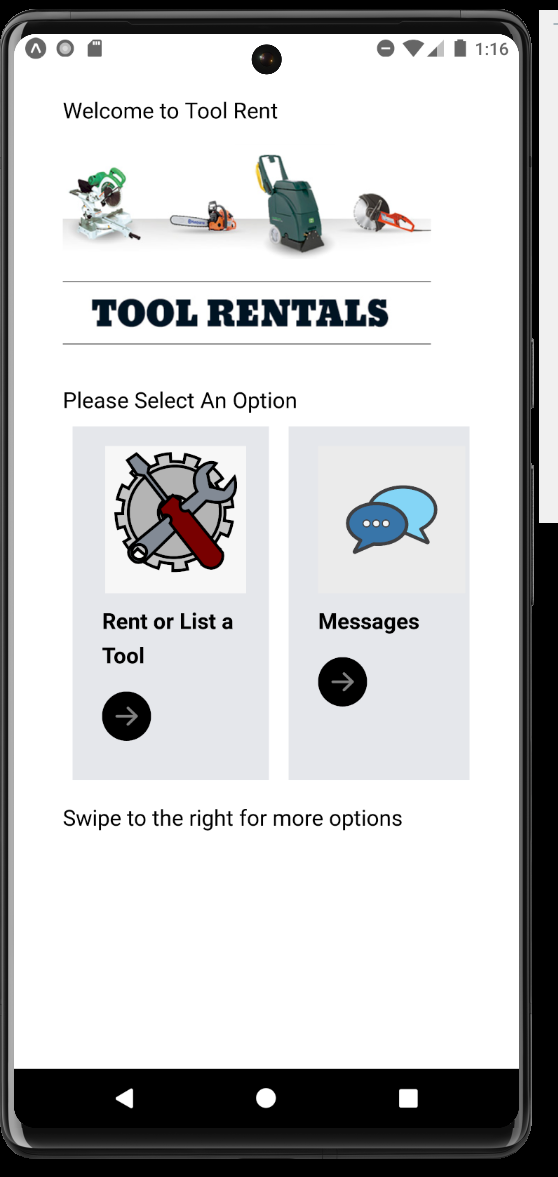 1:16
Welcome to Tool Rent
TOOL RENTALS
Please Select An Option
Rent or List a
Tool
Messages
Swipe to the right for more options